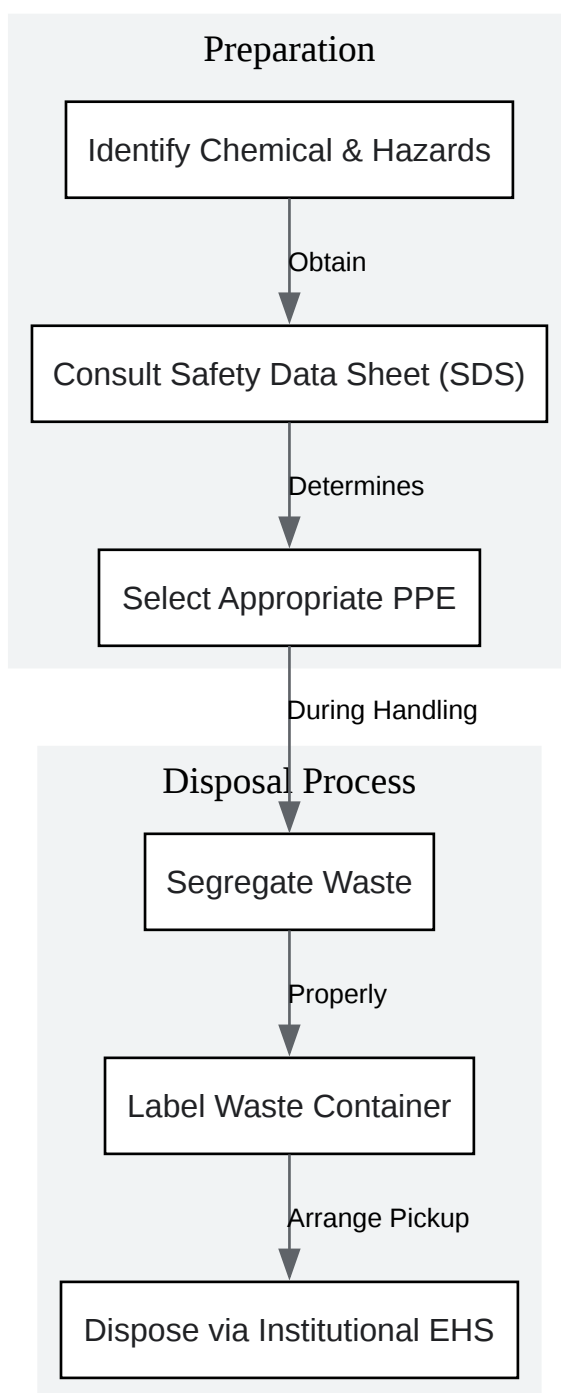 Preparation
Identify Chemical & Hazards
Obtain
Consult Safety Data Sheet (SDS)
Determines
Select Appropriate PPE
During Handling
Disposal Process
Segregate Waste
Properly
Label Waste Container
Arrange Pickup
Dispose via Institutional EHS